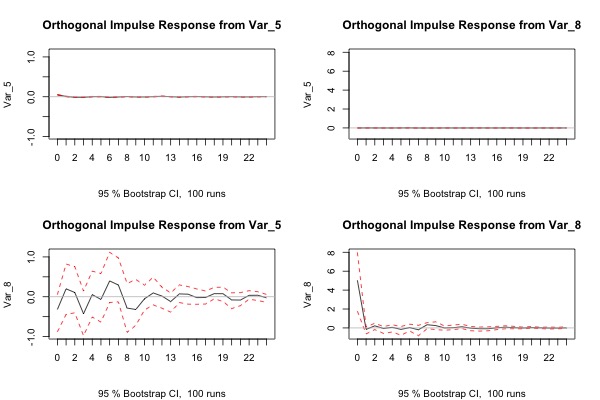 Orthogonal Impulse Response from Var_5
Var_5
1.0
0.0
-1.0
0 2 4 6 8 10 13 16 19 22
95 % Bootstrap CI, 100 runs
Orthogonal Impulse Response from Var_8
Var_5
8
6
4
2
0
0 2 4 6 8 10 13 16 19 22
95 % Bootstrap CI, 100 runs
Orthogonal Impulse Response from Var_5
Var_8
1.0
0.0
-1.0
0 2 4 6 8 10 13 16 19 22
95 % Bootstrap CI, 100 runs
Orthogonal Impulse Response from Var_8
Var_8
8
6
4
2
0
0 2 4 6 8 10 13 16 19 22
95 % Bootstrap CI, 100 runs